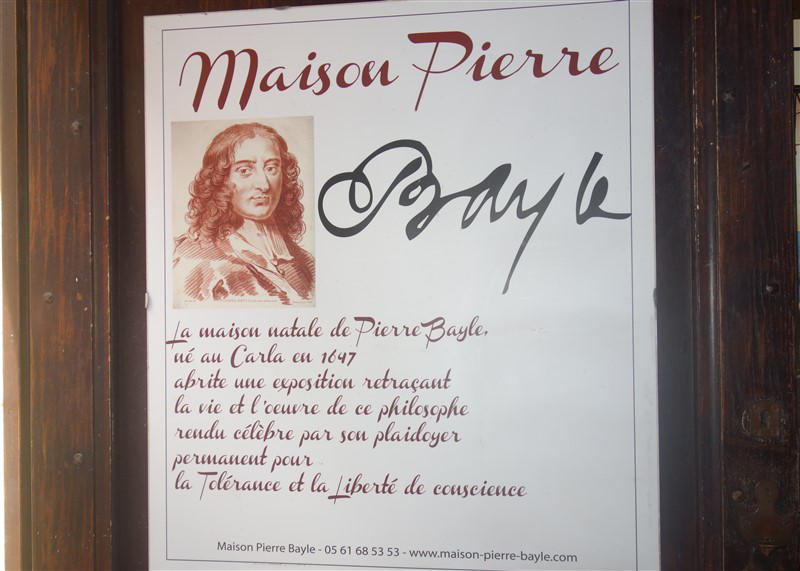 Maison Pierre
Bayle
La maison natale de Pierre Bayle,
né au Carla en 1647
abrite une exposition retraçant
la vie et l'oeuvre de ce philosophe
rendu célèbre par son plaidoyer
permanent pour
la Tolérance et la Liberté de conscience
Maison Pierre Bayle - 05 61 68 53 53 - www.maison-pierre-bayle.com